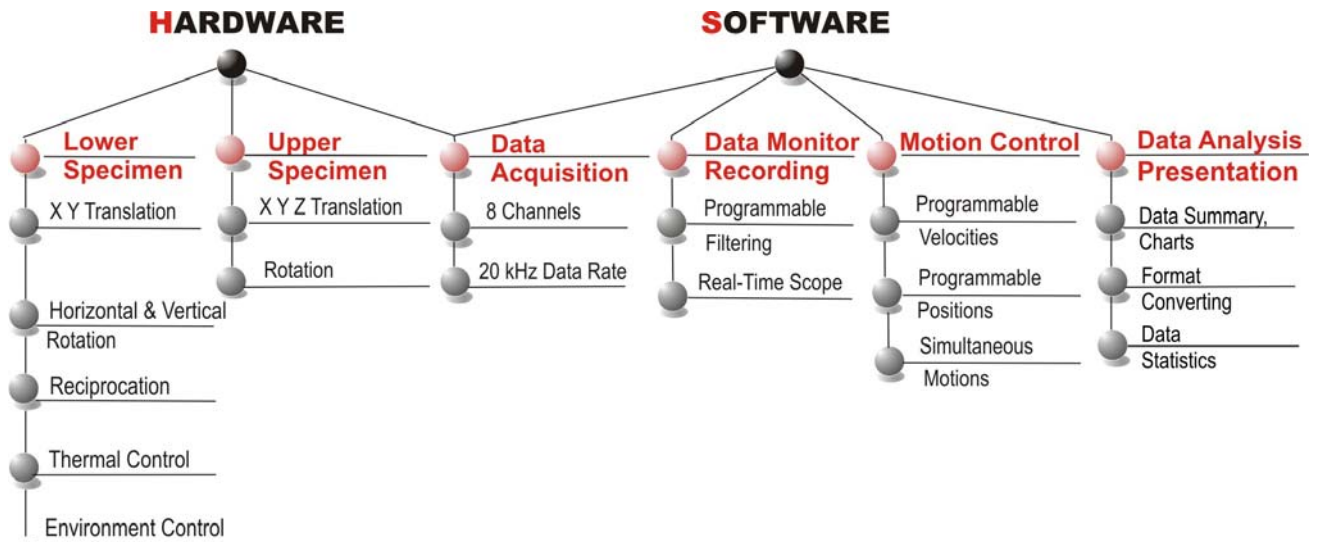 HARDWARE
SOFTWARE
Lower
Specimen
X Y Translation
Horizontal & Vertical
Rotation
Reciprocation
Thermal Control
Environment Control
Upper
Specimen
X Y Z Translation
Rotation
Data
Acquisition
8 Channels
20 kHz Data Rate
Data Monitor
Recording
Programmable
Filtering
Real-Time Scope
Motion Control
Programmable
Velocities
Programmable
Positions
Simultaneous
Motions
Data Analysis
Presentation
Data Summary,
Charts
Format
Converting
Data
Statistics